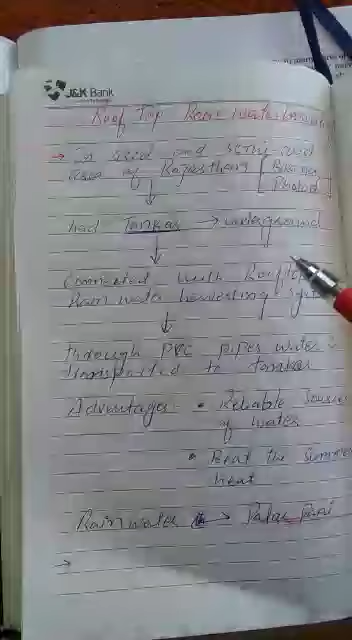 J&K Bank
Roof Top Rain Water
→ In arid and semi-arid
area of Rajasthan [Bikaner
Phalodi]
had Tankas → underground
Connected with Rooftop
Rain water harvesting
through PVC pipes water
transported to tankas
Advantages • Reliable Source
of water
• Beat the Summer
heat
Rain water → Palar Pani
→